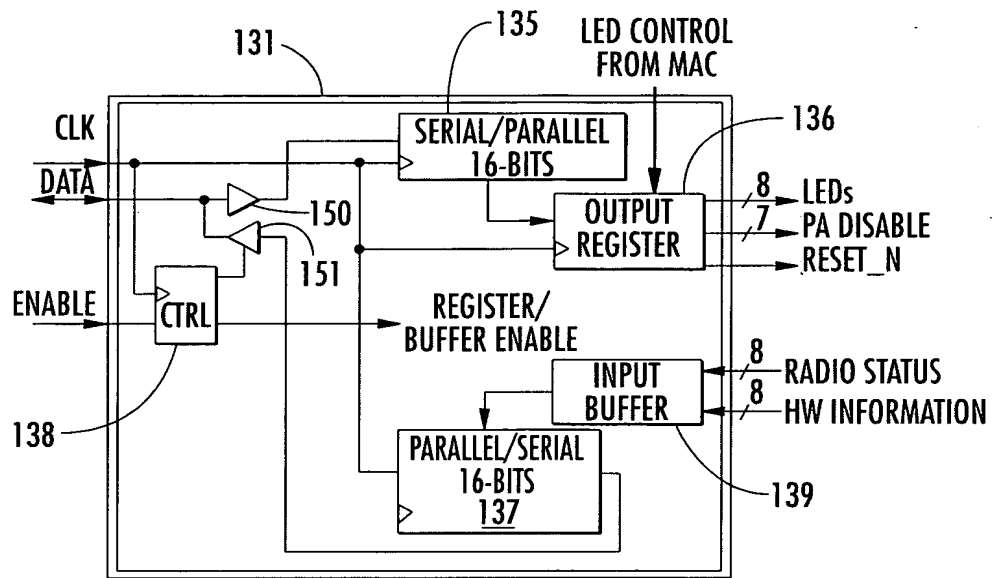 135
LED CONTROL
FROM MAC
131
136
CLK
SERIAL/PARALLEL
16-BITS
DATA
150
OUTPUT
REGISTER
8
LEDs
7
PA DISABLE
RESET_N
151
ENABLE
CTRL
REGISTER/
BUFFER ENABLE
138
INPUT
BUFFER
8
RADIO STATUS
8
HW INFORMATION
PARALLEL/SERIAL
16-BITS
137
139